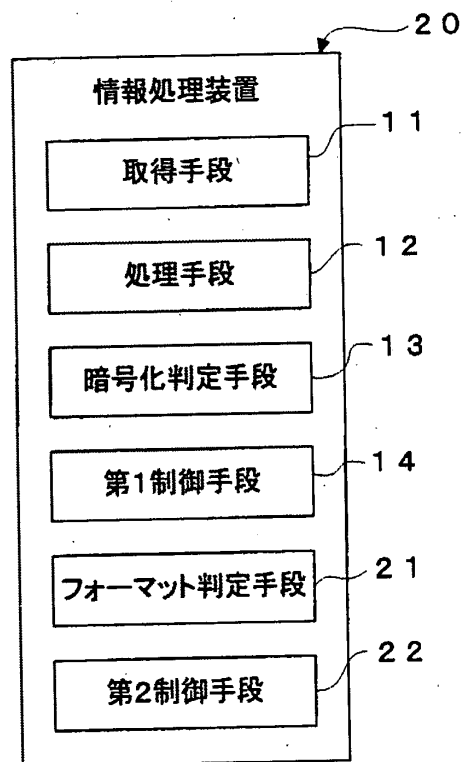 20
情報処理装置
11
取得手段
12
処理手段
13
暗号化判定手段
14
第1制御手段
21
フォーマット判定手段
22
第2制御手段